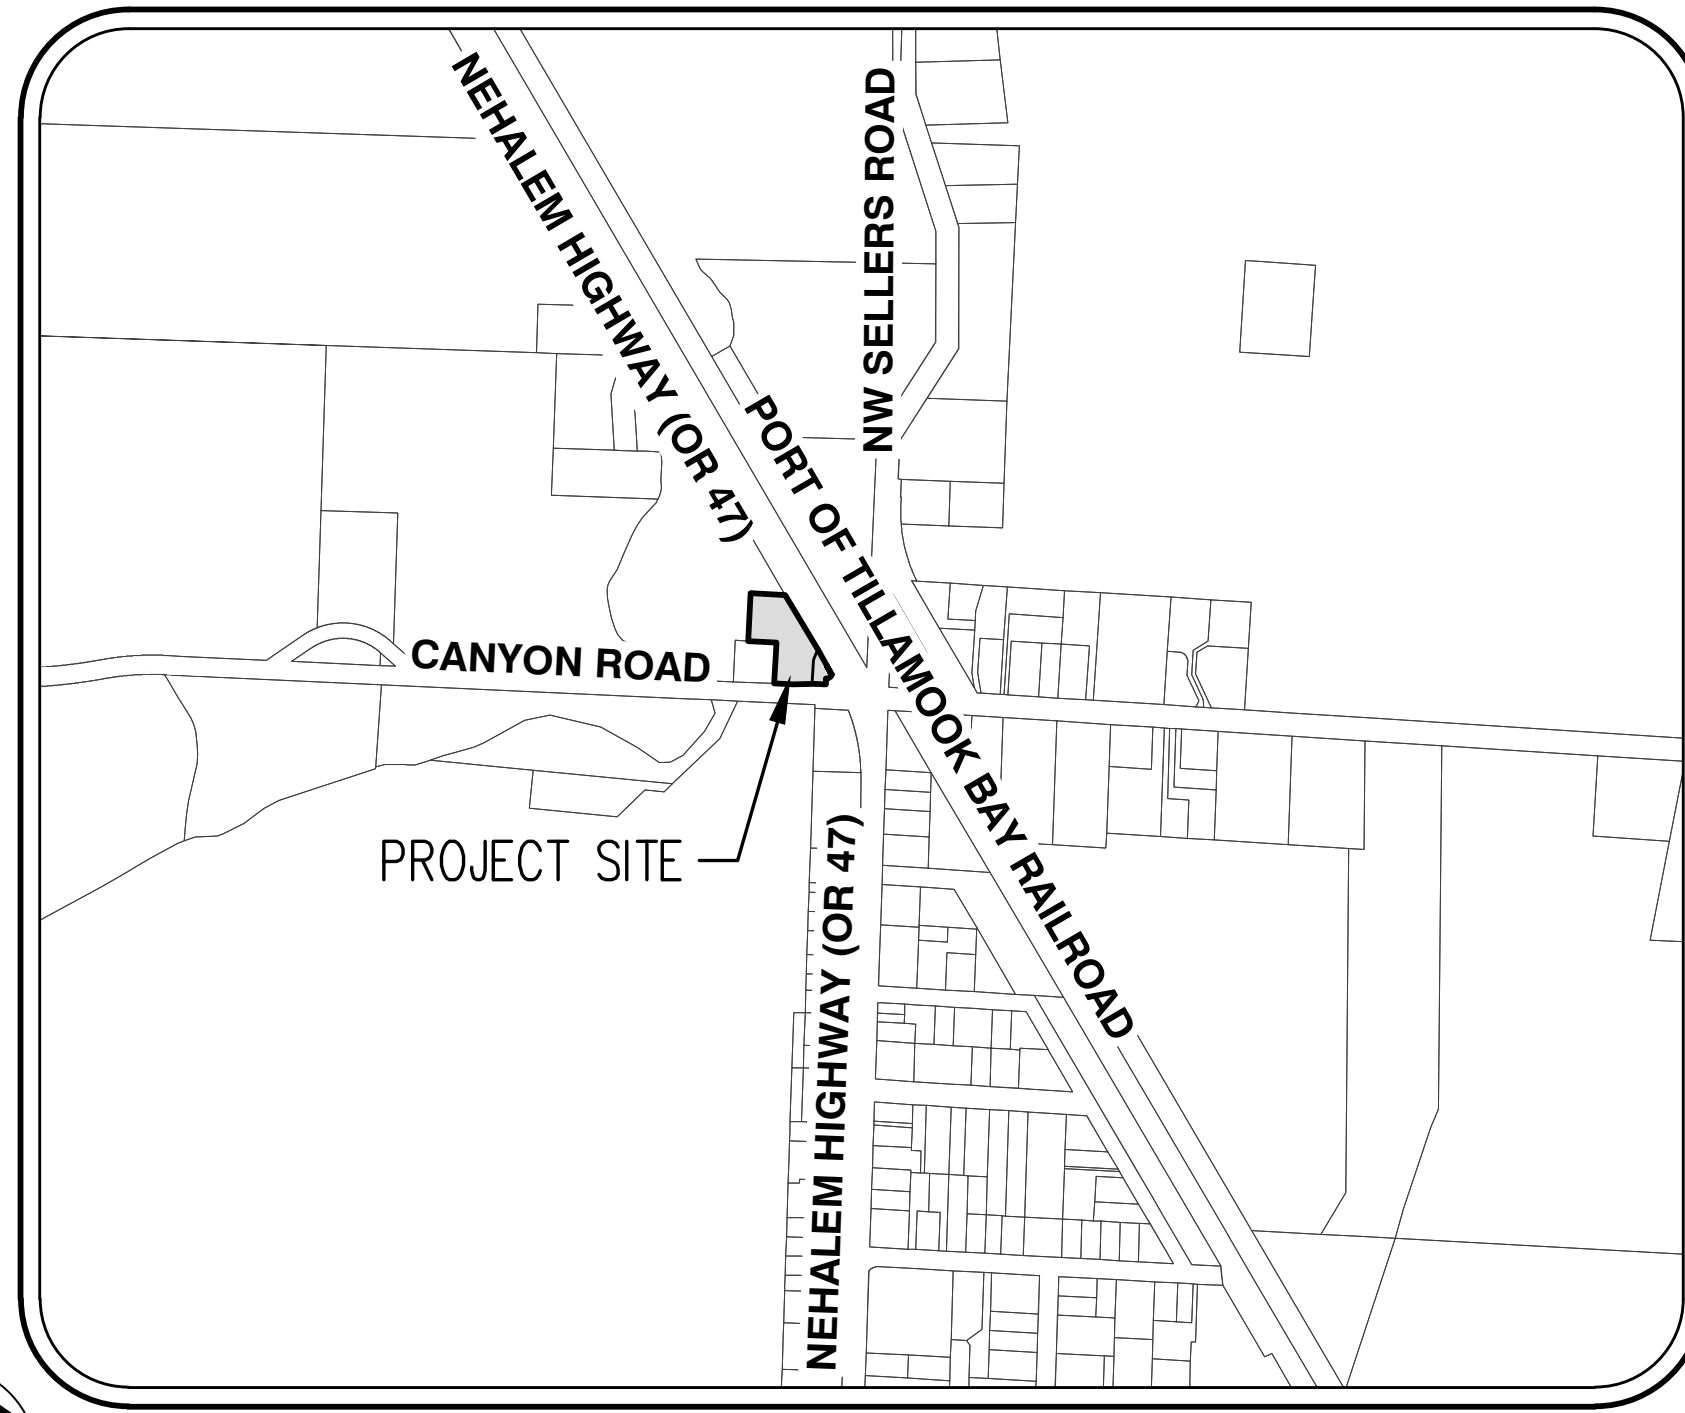 NEHALEM HIGHWAY (OR 47)
NW SELLERS ROAD
PORT OF TILLAMOOK BAY RAILROAD
CANYON ROAD
PROJECT SITE
NEHALEM HIGHWAY (OR 47)